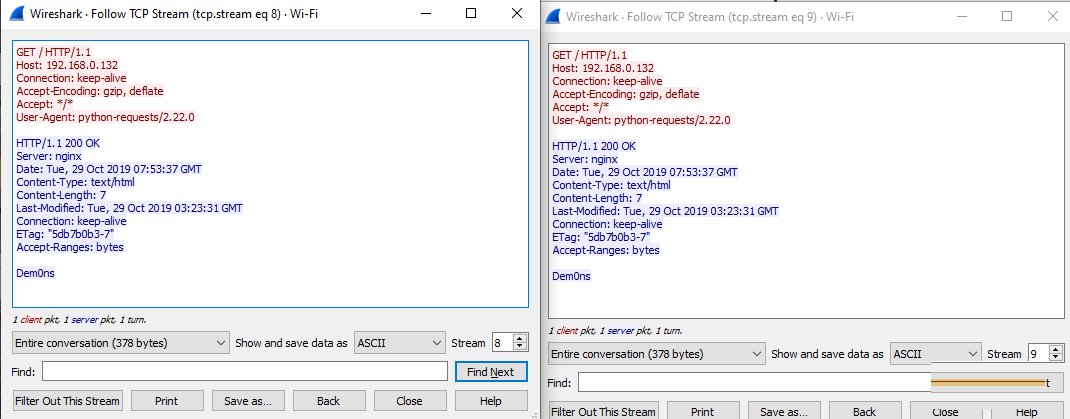 Wireshark · Follow TCP Stream (tcp.stream eq 8) · Wi-Fi
GET / HTTP/1.1
Host: 192.168.0.132
Connection: keep-alive
Accept-Encoding: gzip, deflate
Accept: */*
User-Agent: python-requests/2.22.0
HTTP/1.1 200 OK
Server: nginx
Date: Tue, 29 Oct 2019 07:53:37 GMT
Content-Type: text/html
Content-Length: 7
Last-Modified: Tue, 29 Oct 2019 03:23:31 GMT
Connection: keep-alive
ETag: "5db7b0b3-7"
Accept-Ranges: bytes
Dem0ns
1 client pkt, 1 server pkt, 1 turn.
Entire conversation (378 bytes) Show and save data as ASCII Stream 8
Find: Find Next
Filter Out This Stream Print Save as... Back Close Help
Wireshark · Follow TCP Stream (tcp.stream eq 9) · Wi-Fi
GET / HTTP/1.1
Host: 192.168.0.132
Connection: keep-alive
Accept-Encoding: gzip, deflate
Accept: */*
User-Agent: python-requests/2.22.0
HTTP/1.1 200 OK
Server: nginx
Date: Tue, 29 Oct 2019 07:53:37 GMT
Content-Type: text/html
Content-Length: 7
Last-Modified: Tue, 29 Oct 2019 03:23:31 GMT
Connection: keep-alive
ETag: "5db7b0b3-7"
Accept-Ranges: bytes
Dem0ns
1 client pkt, 1 server pkt, 1 turn.
Entire conversation (378 bytes) Show and save data as ASCII Stream 9
Find: t
Filter Out This Stream Print Save as... Back Close Help